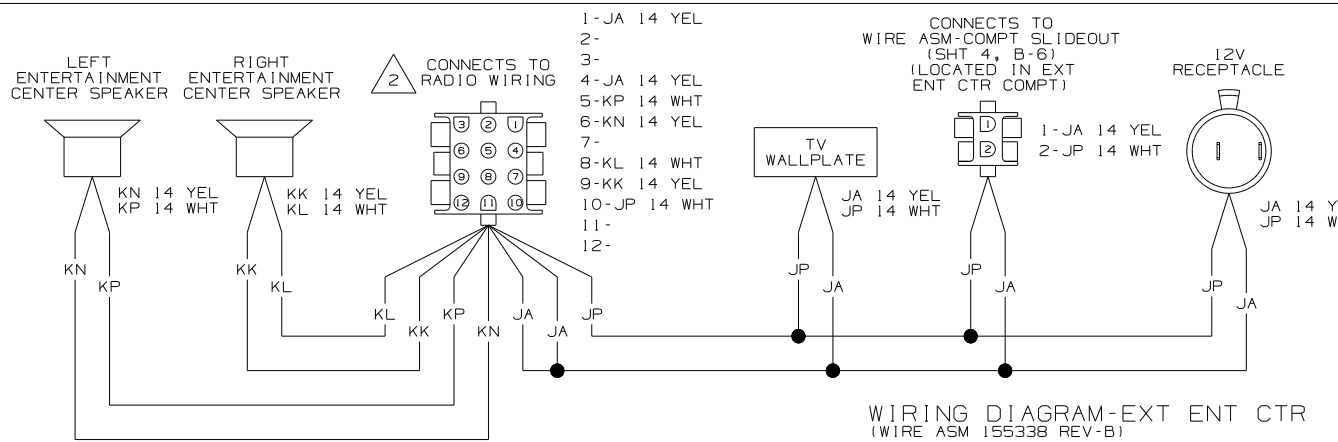 LEFT
ENTERTAINMENT
CENTER SPEAKER
RIGHT
ENTERTAINMENT
CENTER SPEAKER
2
CONNECTS TO
RADIO WIRING
1-JA 14 YEL
2-
3-
4-JA 14 YEL
5-KP 14 WHT
6-KN 14 YEL
7-
8-KL 14 WHT
9-KK 14 YEL
10-JP 14 WHT
11-
12-
CONNECTS TO
WIRE ASM-COMPT SLIDEOUT
(SHT 4, B-6)
(LOCATED IN EXT
ENT CTR COMPT)
12V
RECEPTACLE
3 2 1
6 5 4
9 8 7
12 11 10
TV
WALLPLATE
1
2
1-JA 14 YEL
2-JP 14 WHT
KN 14 YEL
KP 14 WHT
KK 14 YEL
KL 14 WHT
JA 14 YEL
JP 14 WHT
JA 14 Y
JP 14 W
KN
KP
KK
KL
KL
KK
KP
KN
JA
JA
JP
JP
JA
JP
JA
JP
JA
WIRING DIAGRAM-EXT ENT CTR
(WIRE ASM 155338 REV-B)